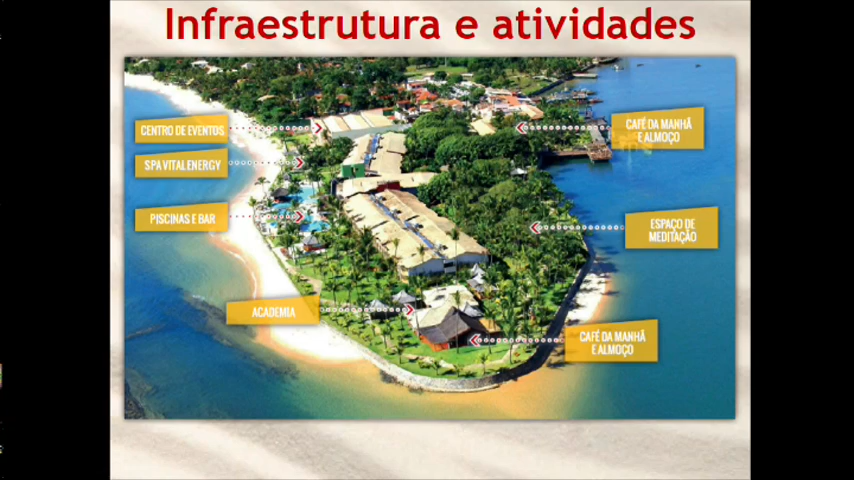 Infraestrutura e atividades
CENTRO DE EVENTOS
CAFÉ DA MANHÃ
E ALMOÇO
SPA VITAL ENERGY
PISCINAS E BAR
ESPAÇO DE
MEDITAÇÃO
ACADEMIA
CAFÉ DA MANHÃ
E ALMOÇO